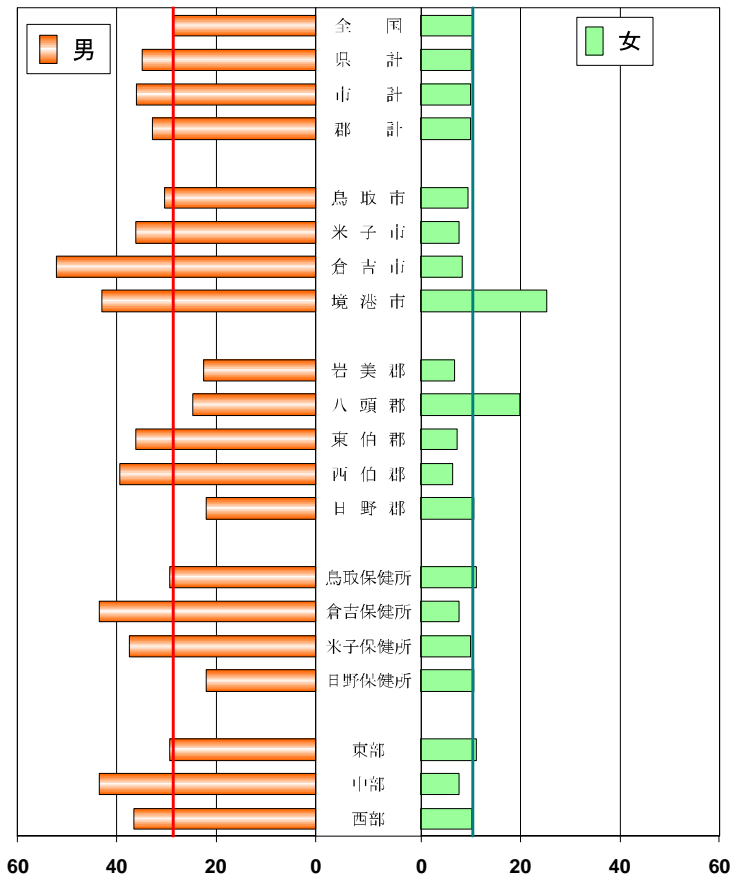 男
女
全 国
県 計
市 計
郡 計
鳥 取 市
米 子 市
倉 吉 市
境 港 市
岩 美 郡
八 頭 郡
東 伯 郡
西 伯 郡
日 野 郡
鳥取保健所
倉吉保健所
米子保健所
日野保健所
東部
中部
西部
60 40 20 0 0 20 40 60